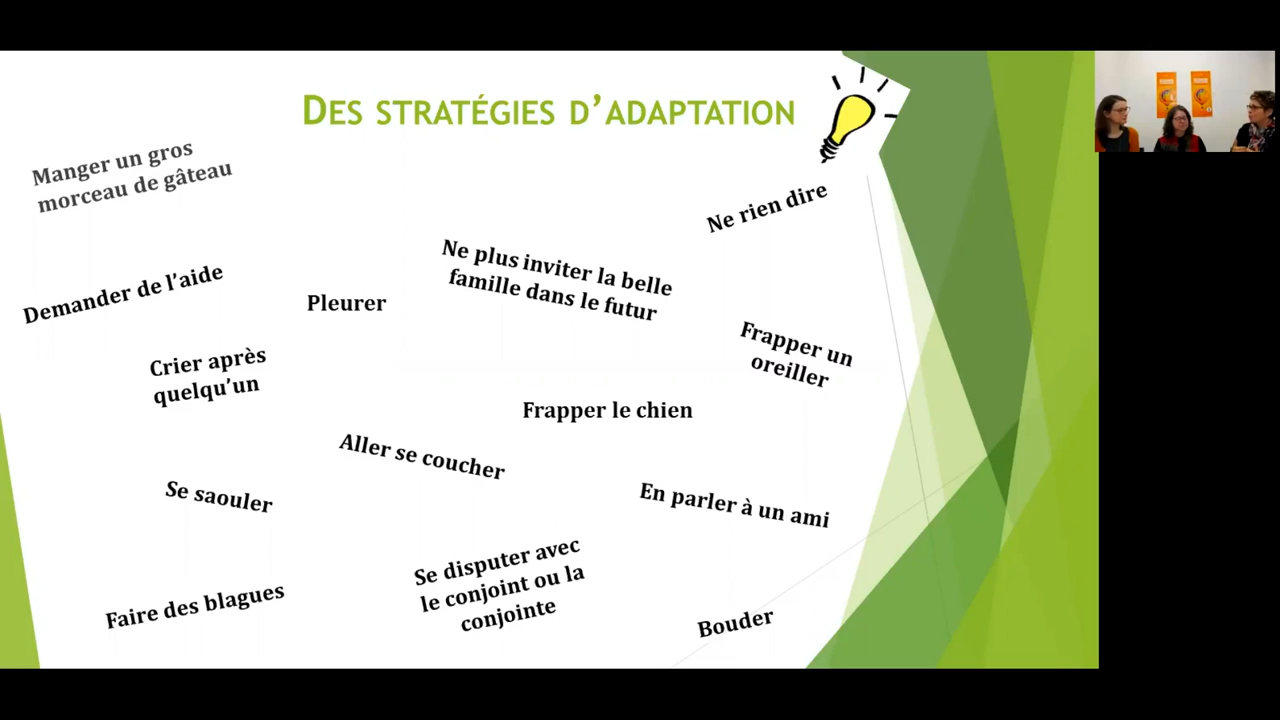 DES STRATÉGIES D'ADAPTATION
Manger un gros
morceau de gâteau
Ne rien dire
Demander de l'aide
Pleurer
Ne plus inviter la belle
famille dans le futur
Crier après
quelqu'un
Frapper un
oreiller
Frapper le chien
Aller se coucher
Se saouler
En parler à un ami
Faire des blagues
Se disputer avec
le conjoint ou la
conjointe
Bouder